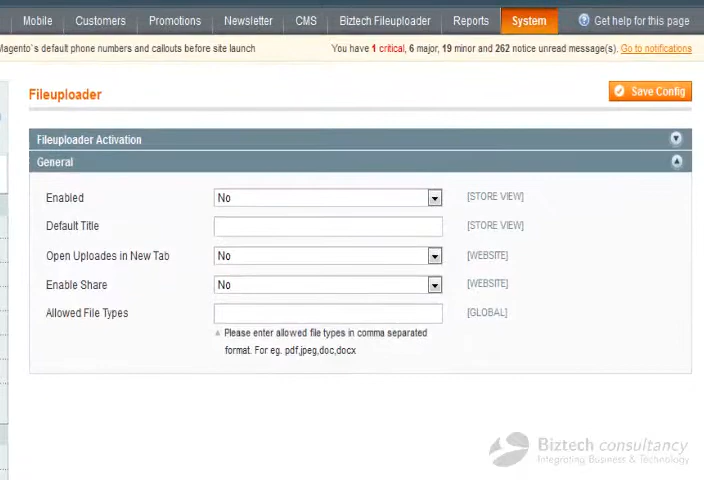 Mobile Customers Promotions Newsletter CMS Biztech Fileuploader Reports System Get help for this page
Magento`s default phone numbers and callouts before site launch You have 1 critical, 6 major, 19 minor and 262 notice unread message(s). Go to notifications
Fileuploader Save Config
Fileuploader Activation
General
Enabled No [STORE VIEW]
Default Title [STORE VIEW]
Open Uploades in New Tab No [WEBSITE]
Enable Share No [WEBSITE]
Allowed File Types [GLOBAL]
Please enter allowed file types in comma separated
format. For eg. pdf,jpeg,doc,docx
Biztech consultancy
Integrating Business & Technology